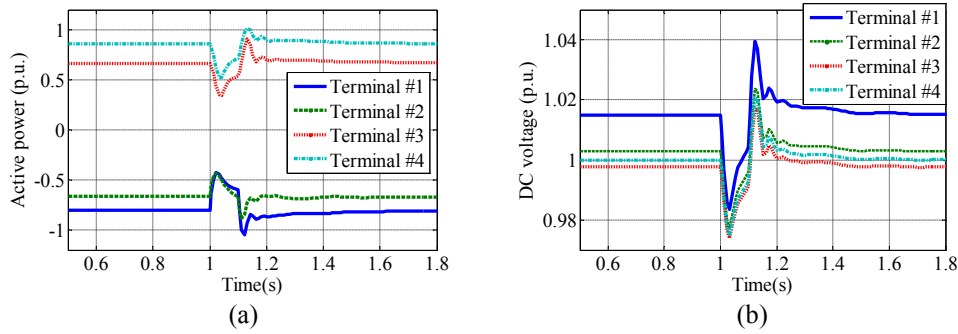 Active power (p.u.)
1
0.5
0
-0.5
-1
Terminal #1
Terminal #2
Terminal #3
Terminal #4
0.6 0.8 1 1.2 1.4 1.6 1.8
Time(s)
(a)
DC voltage (p.u.)
1.04
1.02
1
0.98
Terminal #1
Terminal #2
Terminal #3
Terminal #4
0.6 0.8 1 1.2 1.4 1.6 1.8
Time(s)
(b)